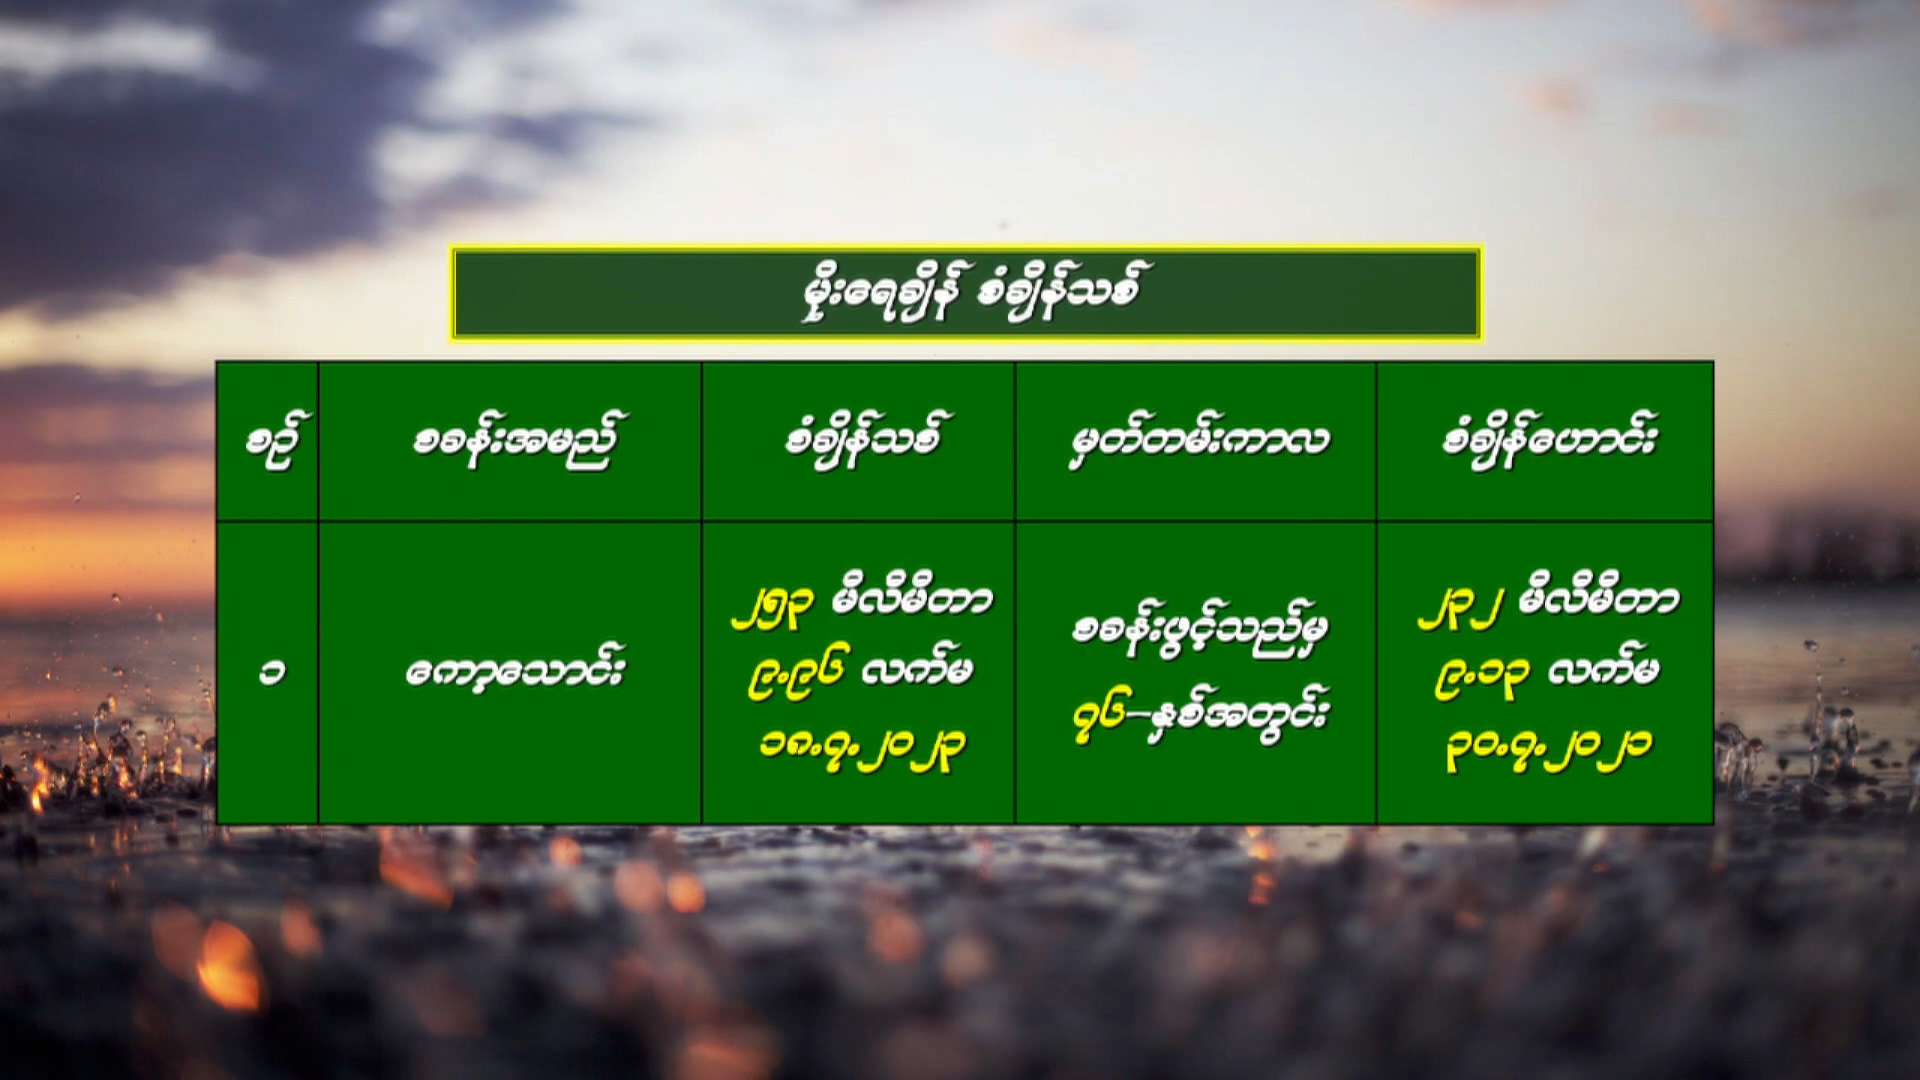 မိုးရေချိန် စံချိန်သစ်
စဉ်
စခန်းအမည်
စံချိန်သစ်
မှတ်တမ်းကာလ
စံချိန်ဟောင်း
၁
ကော့သောင်း
၂၅၃ မီလီမီတာ
၉.၉၆ လက်မ
၁၈.၇.၂၀၂၃
စခန်းဖွင့်သည်မှ
၇၆-နှစ်အတွင်း
၂၃၂ မီလီမီတာ
၉.၁၃ လက်မ
၃၀.၇.၂၀၂၁